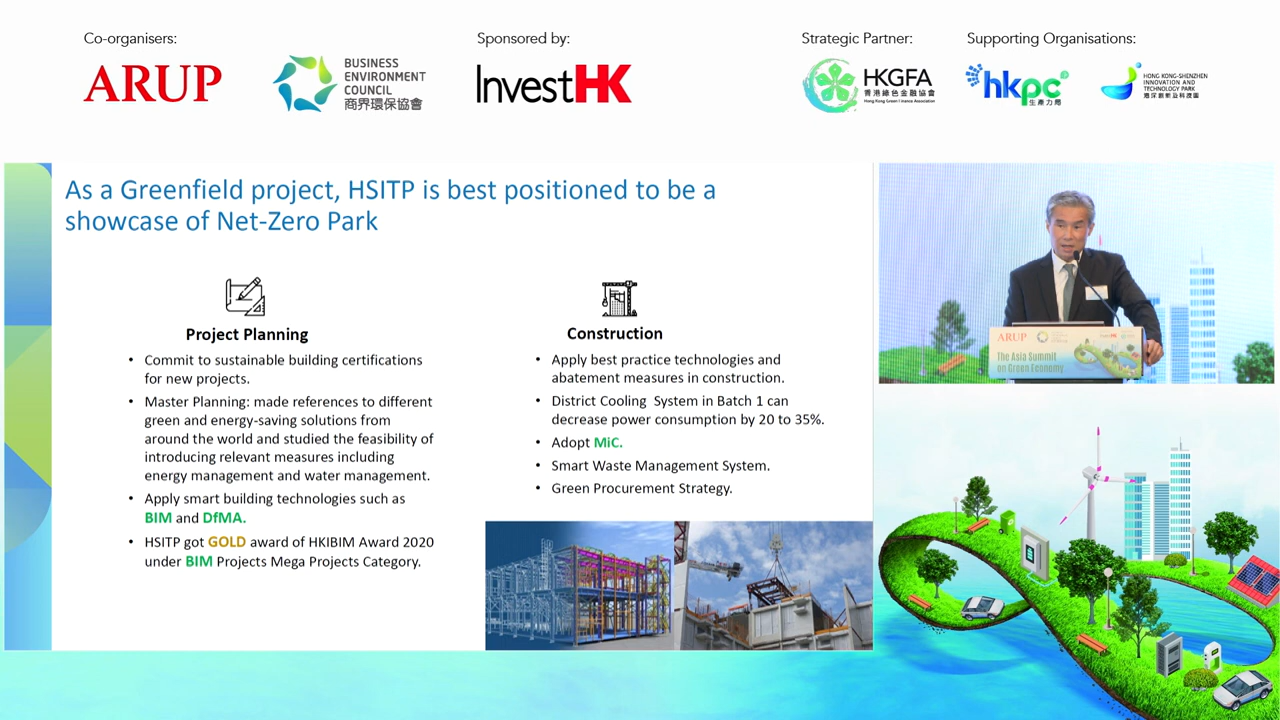 Co-organisers:
ARUP
BUSINESS
ENVIRONMENT
COUNCIL
商界環保協會
Sponsored by:
InvestHK
Strategic Partner:
HKGFA
香港綠色金融協會
Hong Kong Green Finance Association
Supporting Organisations:
hkpc
生產力局
HONG KONG-SHENZHEN
INNOVATION AND
TECHNOLOGY PARK
港深創新及科技園
As a Greenfield project, HSITP is best positioned to be a
showcase of Net-Zero Park
Project Planning
• Commit to sustainable building certifications
for new projects.
• Master Planning: made references to different
green and energy-saving solutions from
around the world and studied the feasibility of
introducing relevant measures including
energy management and water management.
• Apply smart building technologies such as
BIM and DfMA.
• HSITP got GOLD award of HKIBIM Award 2020
under BIM Projects Mega Projects Category.
Construction
• Apply best practice technologies and
abatement measures in construction.
• District Cooling System in Batch 1 can
decrease power consumption by 20 to 35%.
• Adopt MiC.
• Smart Waste Management System.
• Green Procurement Strategy.
ARUP
The Asia Summit
on Green Economy